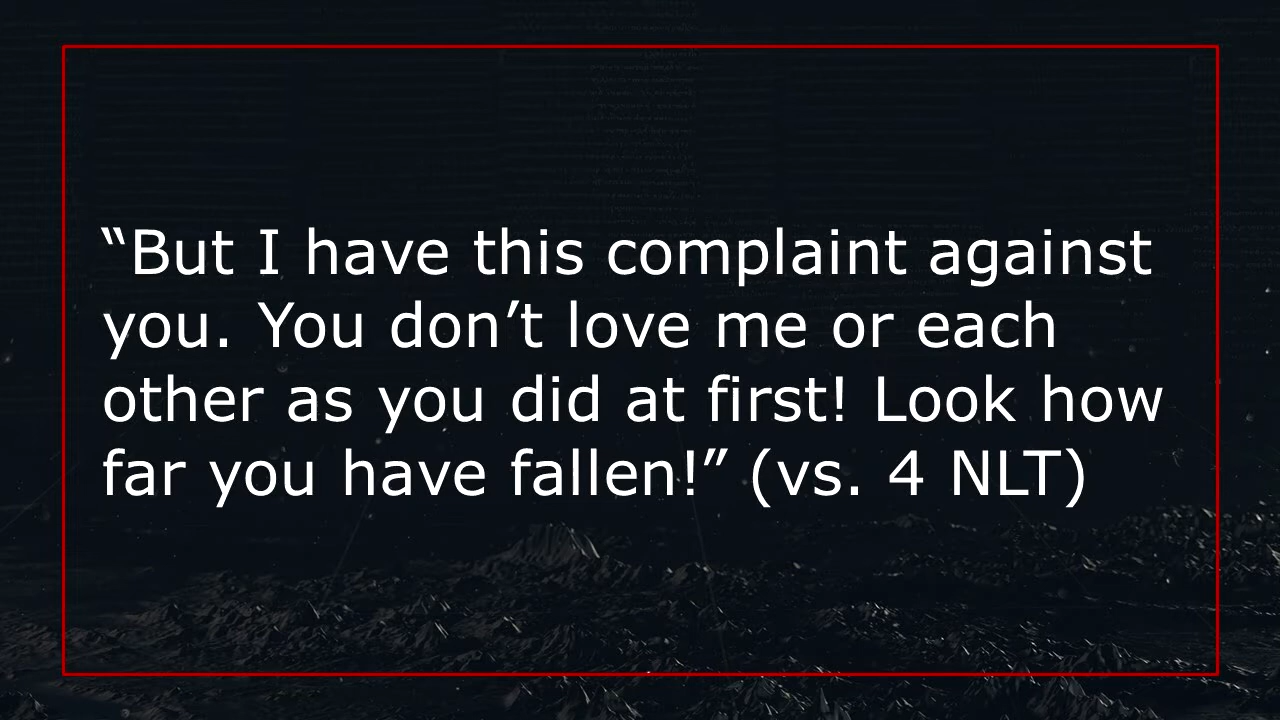 “But I have this complaint against
you. You don’t love me or each
other as you did at first! Look how
far you have fallen!” (vs. 4 NLT)